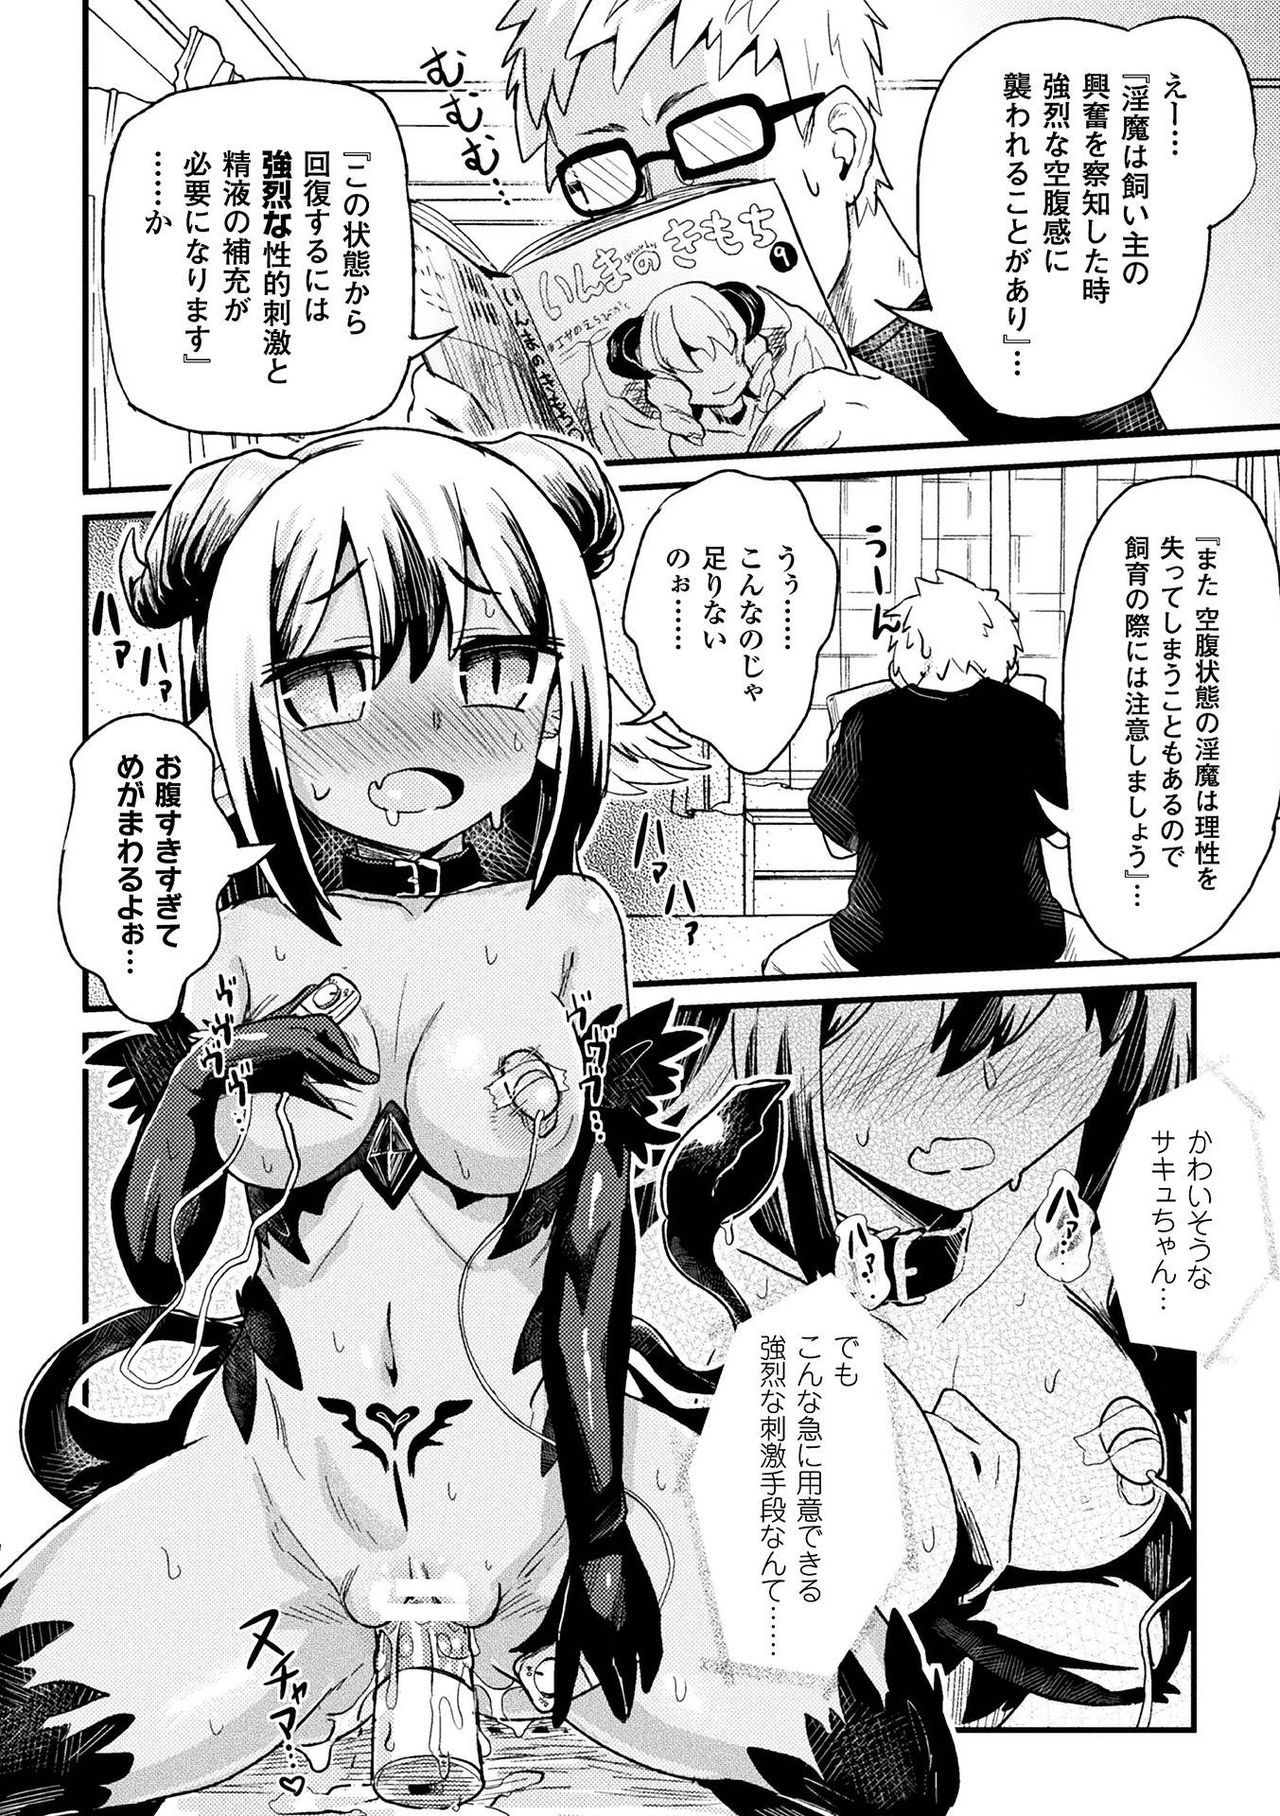 えー…
『淫魔は飼い主の
興奮を察知した時
強烈な空腹感に
襲われることがあり』…
むむむ…
いんまのきもち
9
いんまのきもち
『この状態から
回復するには
強烈な性的刺激と
精液の補充が
必要になります』
……か
『また 空腹状態の淫魔は理性を
失ってしまうこともあるので
飼育の際には注意しましょう』…
うーーん
うぅ……
こんなのじゃ
足りない
のぉ……
ハァ
ハァ
ハァ
ハァ
お腹すきすぎて
めがまわるよぉ…
ヴヴヴ…
ヴヴヴ…
ヌチャァ…♡
かわいそうな
サキュちゃん…
ハァ…
ハァ…
でも
こんな急に用意できる
強烈な刺激手段なんて……